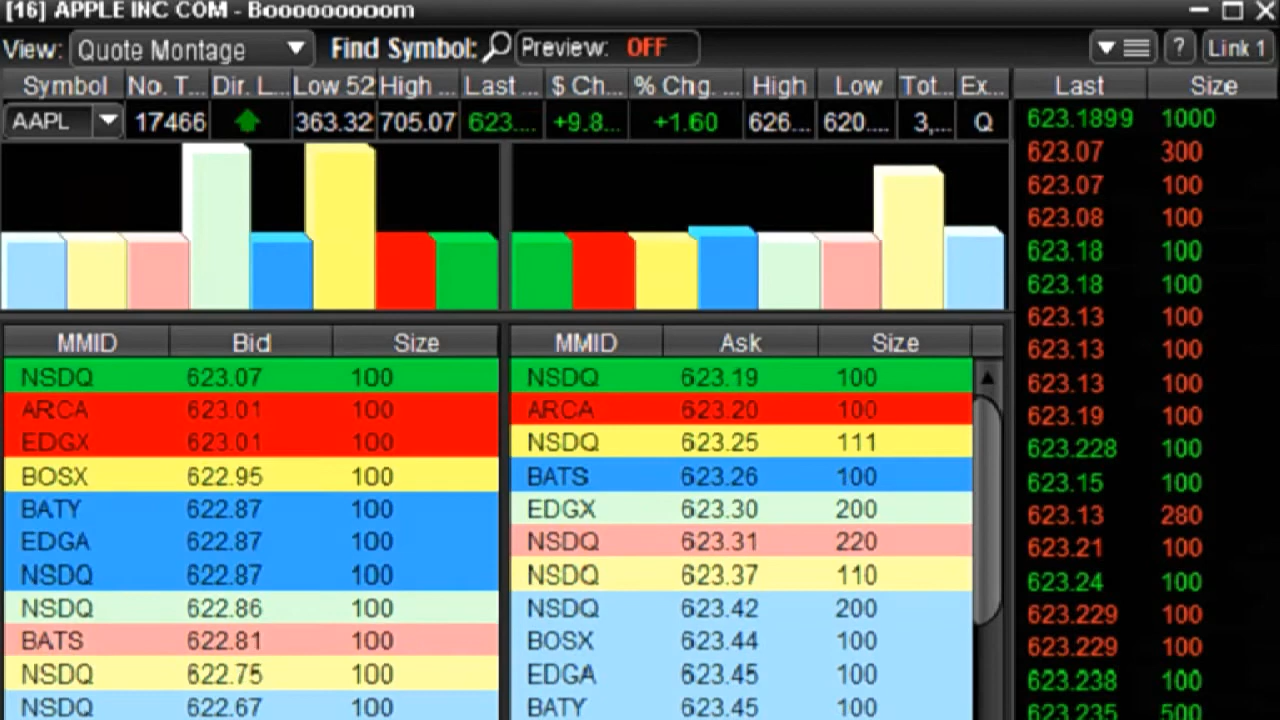 [16] APPLE INC COM - Booooooooom
View: Quote Montage Find Symbol: Preview: OFF ? Link 1
Symbol No. T... Dir. L... Low 52 High ... Last ... $ Ch... % Chg. ... High Low Tot... Ex... Last Size
AAPL 17466 363.32 705.07 623.... +9.8... +1.60 626... 620.... 3,... Q 623.1899 1000
623.07 300
623.07 100
623.08 100
623.18 100
623.18 100
623.13 100
MMID Bid Size MMID Ask Size 623.13 100
NSDQ 623.07 100 NSDQ 623.19 100 623.13 100
ARCA 623.01 100 ARCA 623.20 100 623.19 100
EDGX 623.01 100 NSDQ 623.25 111 623.228 100
BOSX 622.95 100 BATS 623.26 100 623.15 100
BATY 622.87 100 EDGX 623.30 200 623.13 280
EDGA 622.87 100 NSDQ 623.31 220 623.21 100
NSDQ 622.87 100 NSDQ 623.37 110 623.24 100
NSDQ 622.86 100 NSDQ 623.42 200 623.229 100
BATS 622.81 100 BOSX 623.44 100 623.229 100
NSDQ 622.75 100 EDGA 623.45 100 623.238 100
NSDQ 622.67 100 BATY 623.45 100 623.235 500